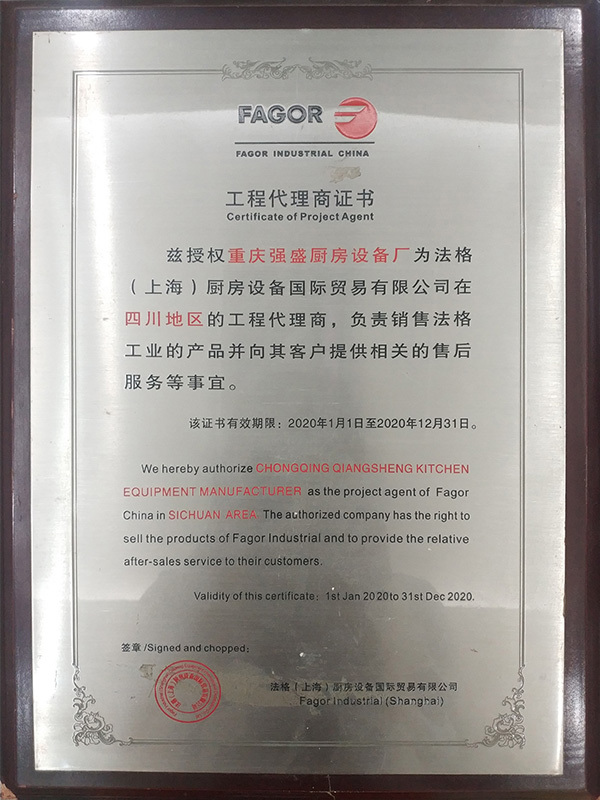 FAGOR
FAGOR INDUSTRIAL CHINA
工程代理商证书
Certificate of Project Agent
兹授权重庆强盛厨房设备厂为法格
（上海）厨房设备国际贸易有限公司在
四川地区的工程代理商，负责销售法格
工业的产品并向其客户提供相关的售后
服务等事宜。
该证书有效期限：2020年1月1日至2020年12月31日。
We hereby authorize CHONGQING QIANGSHENG KITCHEN
EQUIPMENT MANUFACTURER as the project agent of Fagor
China in SICHUAN AREA The authorized company has the right to
sell the products of Fagor Industrial and to provide the relative
after-sales service to their customers.
Validity of this certificate: 1st Jan 2020to 31st Dec 2020.
签章 /Signed and chopped:
法格（上海）厨房设备国际贸易有限公司
Fagor Industrial (Shanghai)